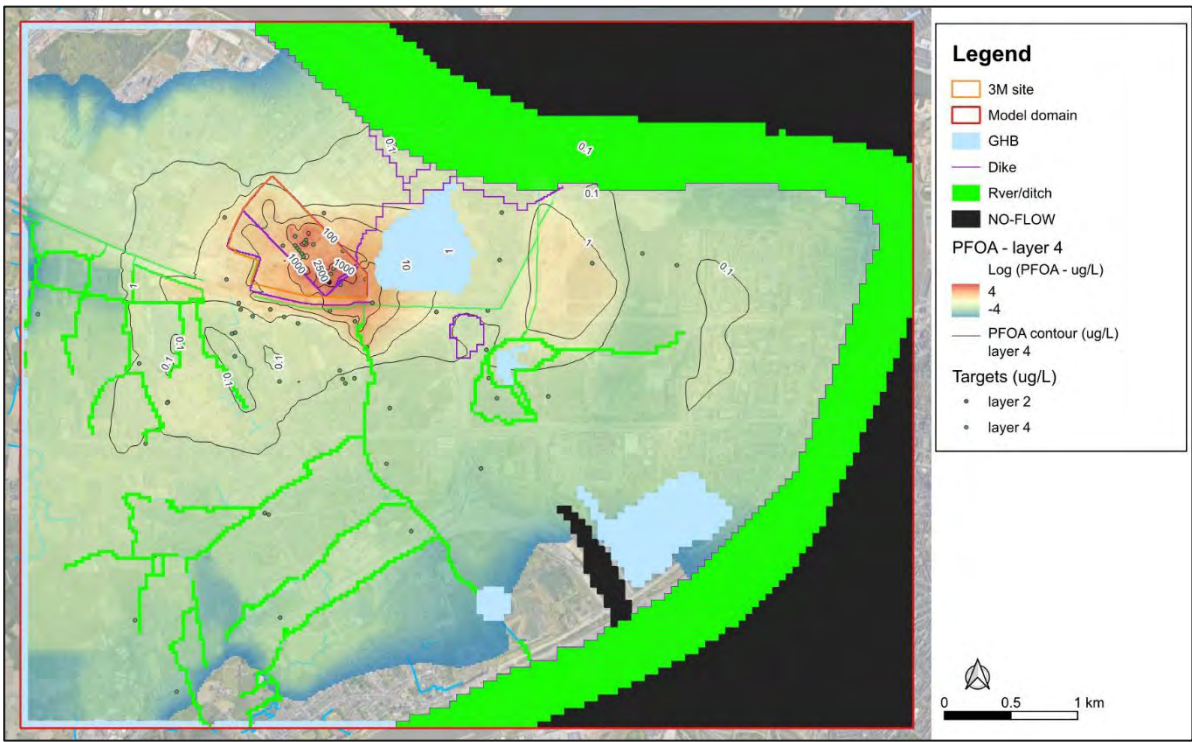 Legend
3M site
Model domain
GHB
Dike
Rver/ditch
NO-FLOW
PFOA - layer 4
Log (PFOA - ug/L)
4
-4
PFOA contour (ug/L)
layer 4
Targets (ug/L)
layer 2
layer 4
0 0.5 1 km
0.1
0.1
0.1
100
1
1
10
1000
2500
1000
0.1
1
0.1
0.1
0.1
0.1